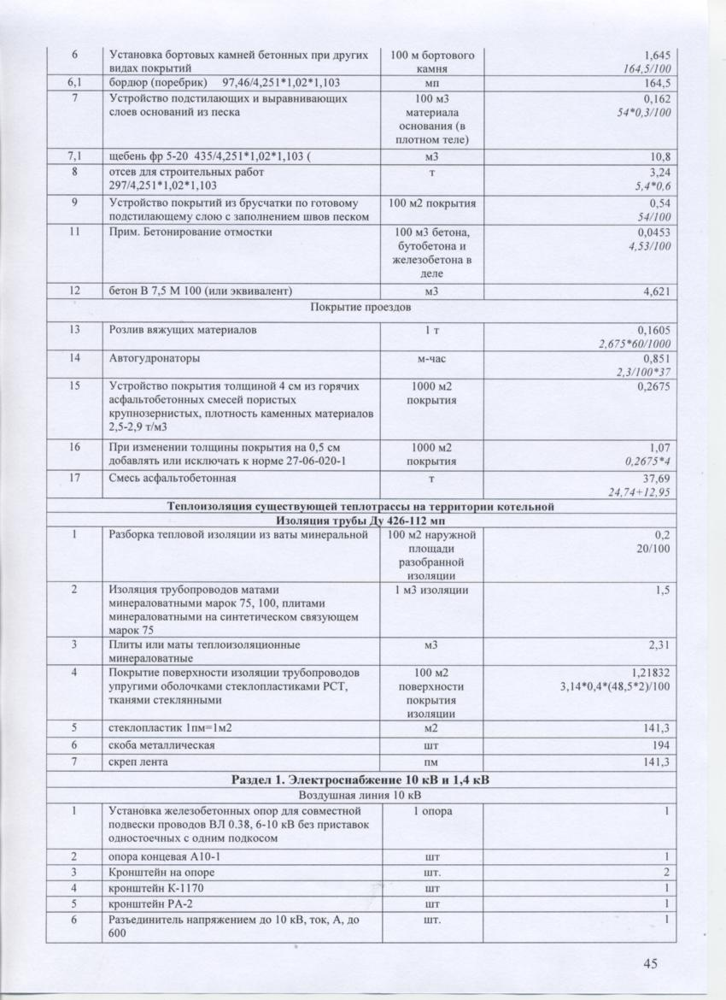 6 Установка бортовых камней бетонных при других 100 м бортового 1,645
видах покрытий камня 164,5/100
6,1 бордюр (поребрик) 97,46/4,251*1,02*1,103 мп 164,5
7 Устройство подстилающих и выравнивающих 100 м3 0,162
слоев оснований из песка материала 54*0,3/100
основания (в
плотном теле)
7,1 щебень фр 5-20 435/4,251*1,02*1,103 ( м3 10,8
8 отсев для строительных работ т 3,24
297/4,251*1,02*1,103 5,4*0,6
9 Устройство покрытий из брусчатки по готовому 100 м2 покрытия 0,54
подстилающему слою с заполнением швов песком 54/100
11 Прим. Бетонирование отмостки 100 м3 бетона, 0,0453
бутобетона и 4,53/100
железобетона в
деле
12 бетон В 7,5 М 100 (или эквивалент) м3 4,621
Покрытие проездов
13 Розлив вяжущих материалов 1 т 0,1605
2,675*60/1000
14 Автогудронаторы м-час 0,851
2,3/100*37
15 Устройство покрытия толщиной 4 см из горячих 1000 м2 0,2675
асфальтобетонных смесей пористых покрытия
крупнозернистых, плотность каменных материалов
2,5-2,9 т/м3
16 При изменении толщины покрытия на 0,5 см 1000 м2 1,07
добавлять или исключать к норме 27-06-020-1 покрытия 0,2675*4
17 Смесь асфальтобетонная т 37,69
24,74+12,95
Теплоизоляция существующей теплотрассы на территории котельной
Изоляция трубы Ду 426-112 мп
1 Разборка тепловой изоляции из ваты минеральной 100 м2 наружной 0,2
площади 20/100
разобранной
изоляции
2 Изоляция трубопроводов матами 1 м3 изоляции 1,5
минераловатными марок 75, 100, плитами
минераловатными на синтетическом связующем
марок 75
3 Плиты или маты теплоизоляционные м3 2,31
минераловатные
4 Покрытие поверхности изоляции трубопроводов 100 м2 1,21832
упругими оболочками стеклопластиками РСТ, поверхности 3,14*0,4*(48,5*2)/100
тканями стеклянными покрытия
изоляции
5 стеклопластик 1пм=1м2 м2 141,3
6 скоба металлическая шт 194
7 скреп лента пм 141,3
Раздел 1. Электроснабжение 10 кВ и 1,4 кВ
Воздушная линия 10 кВ
1 Установка железобетонных опор для совместной 1 опора 1
подвески проводов ВЛ 0.38, 6-10 кВ без приставок
одностоечных с одним подкосом
2 опора концевая А10-1 шт 1
3 Кронштейн на опоре шт. 2
4 кронштейн К-1170 шт 1
5 кронштейн РА-2 шт 1
6 Разъединитель напряжением до 10 кВ, ток, А, до шт. 1
600
45